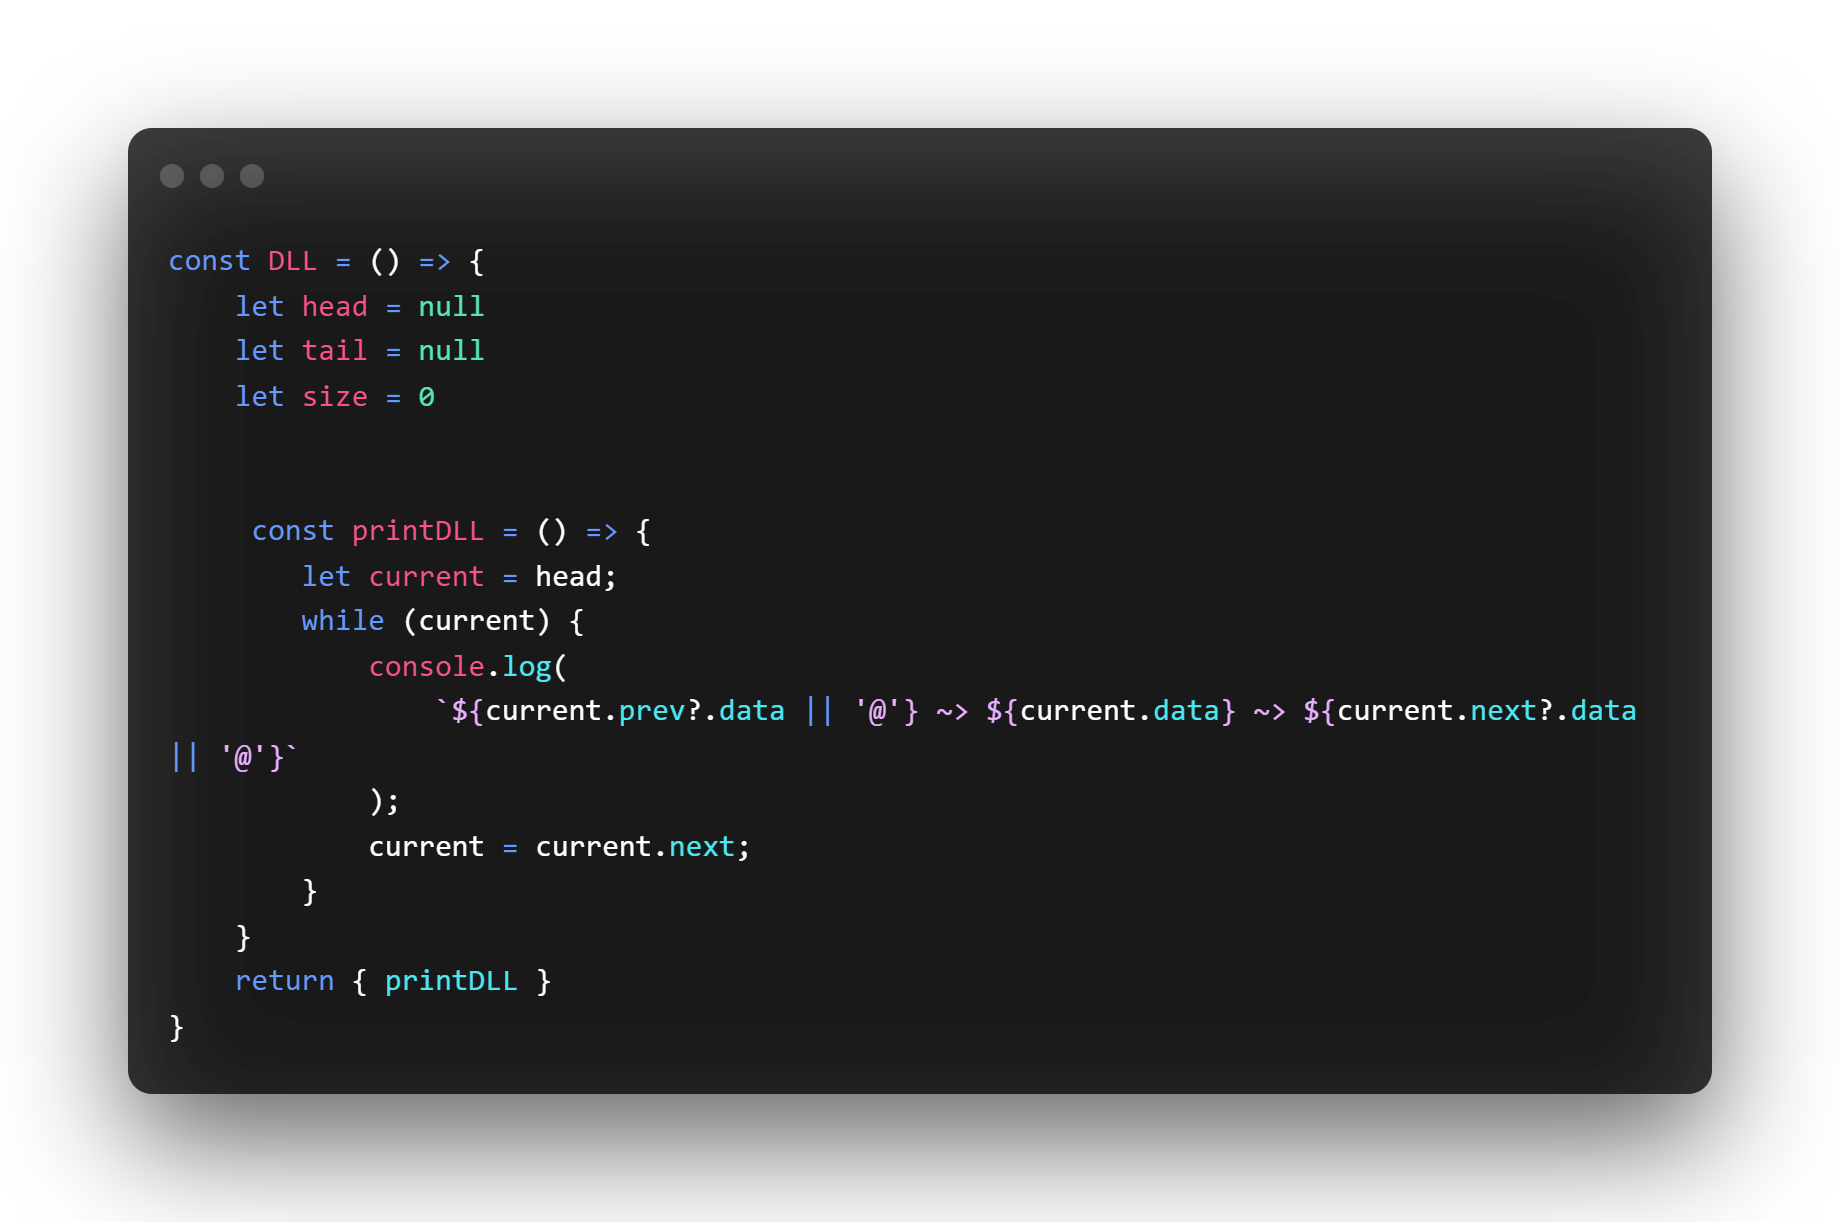 const DLL = () => {
    let head = null
    let tail = null
    let size = 0
     const printDLL = () => {
        let current = head;
        while (current) {
            console.log(
                `${current.prev?.data || '@'} ~> ${current.data} ~> ${current.next?.data
|| '@'}`
            );
            current = current.next;
        }
    }
    return { printDLL }
}